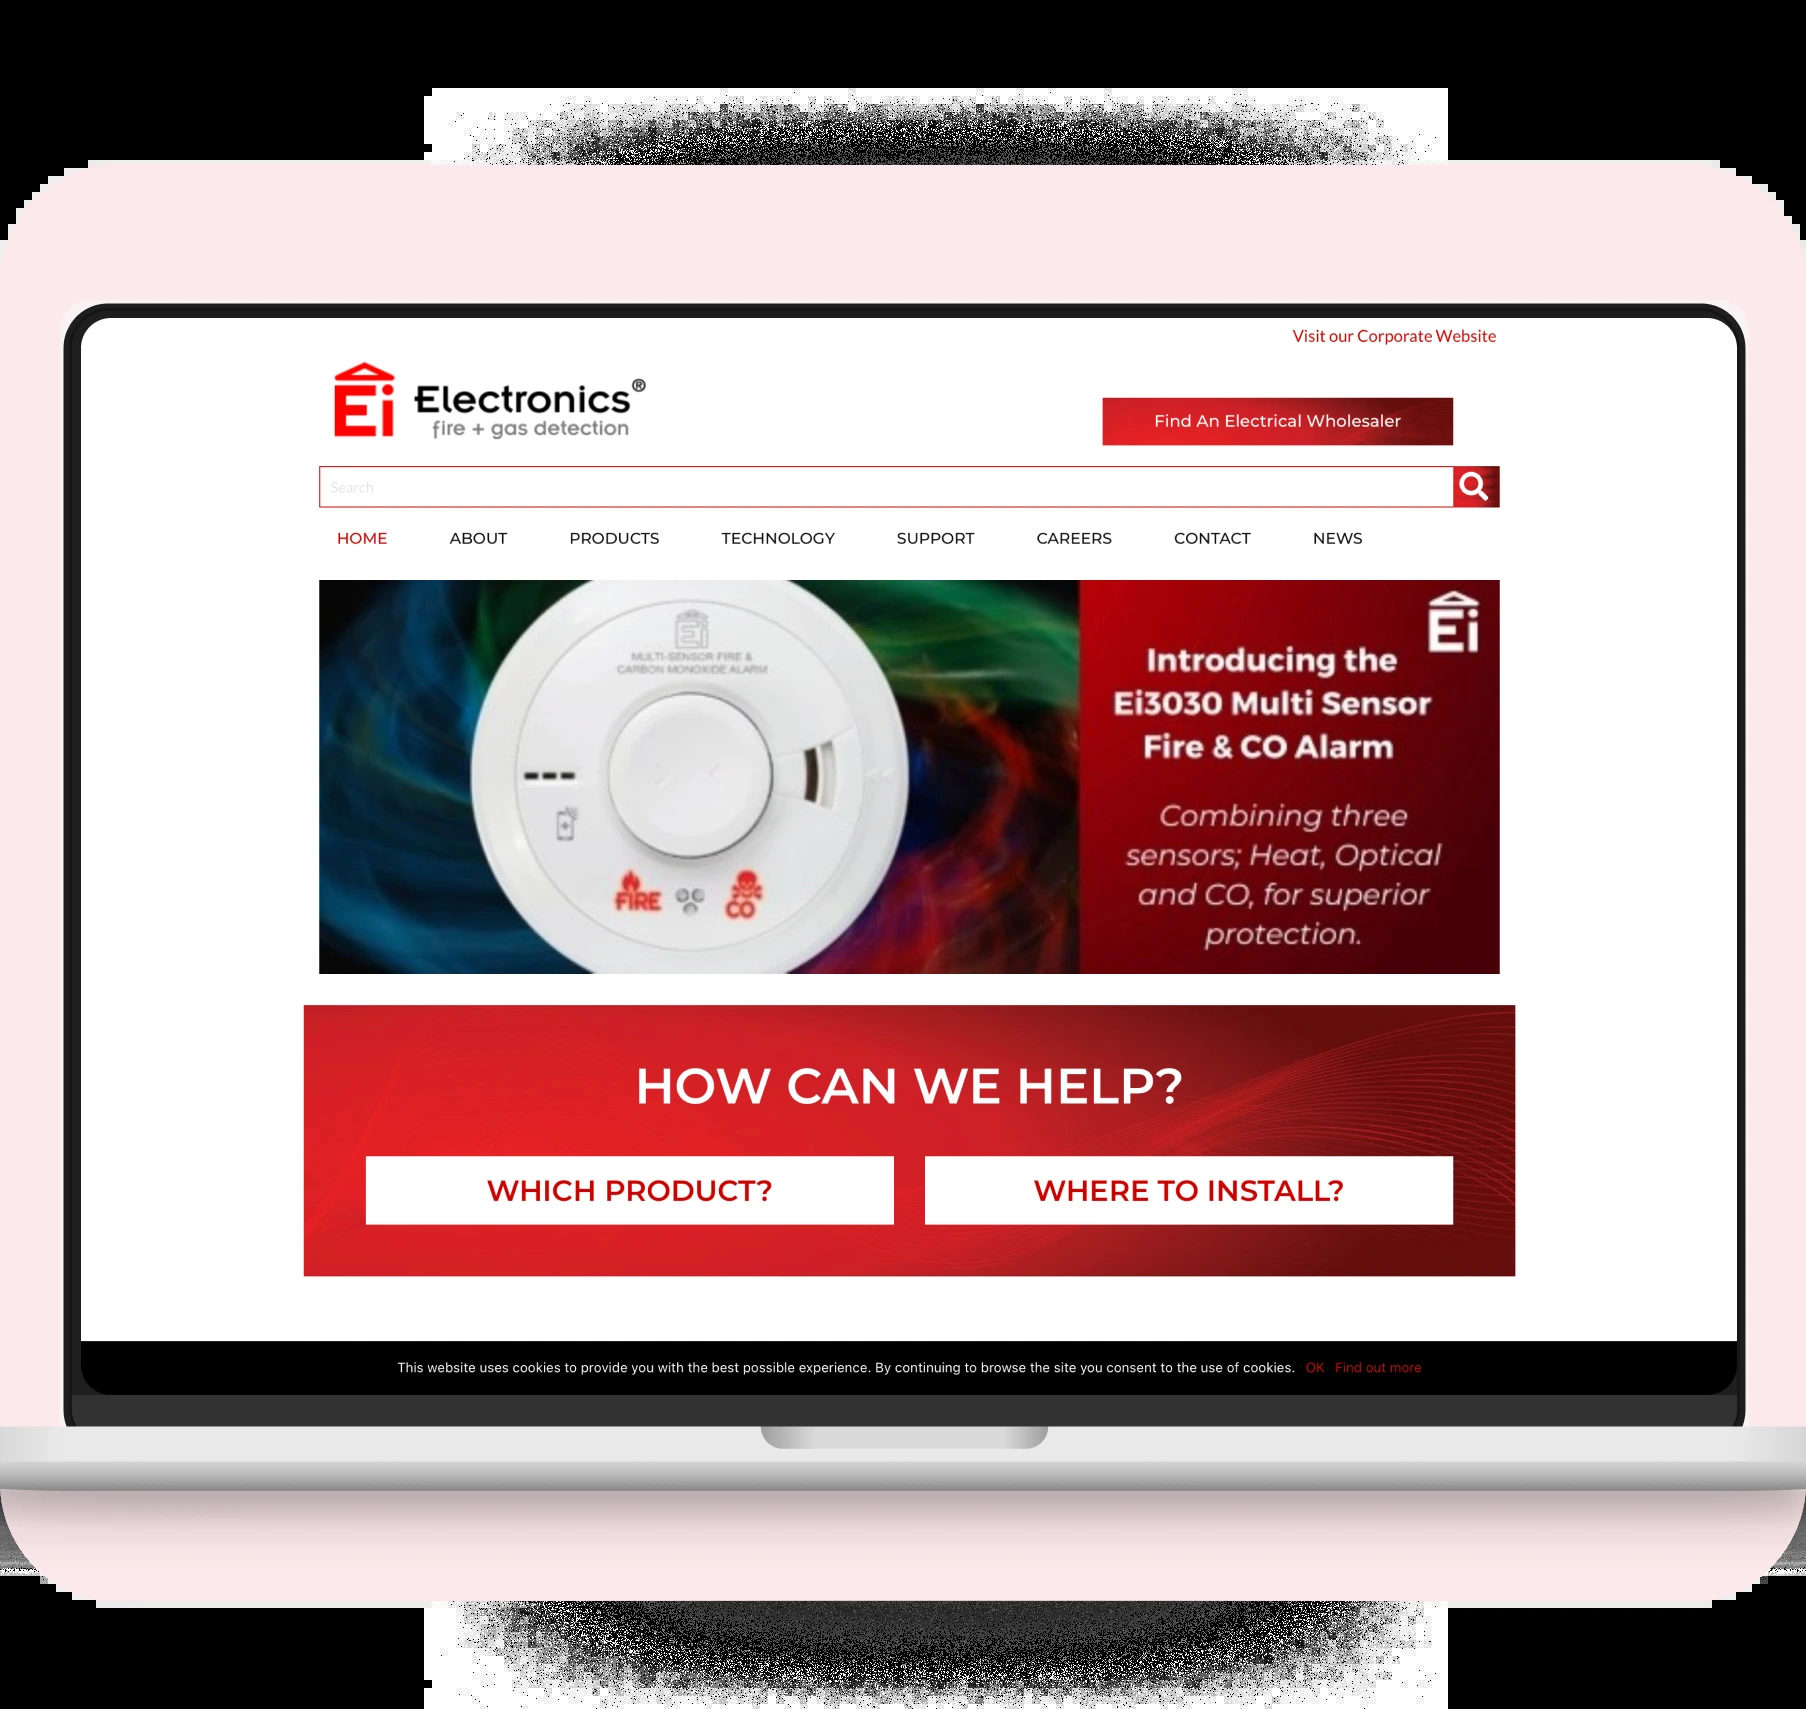 Visit our Corporate Website
Ei Electronics®
fire + gas detection
Find An Electrical Wholesaler
Search
HOME ABOUT PRODUCTS TECHNOLOGY SUPPORT CAREERS CONTACT NEWS
Ei
MULTI-SENSOR FIRE &
CARBON MONOXIDE ALARM
FIRE CO
Ei
Introducing the
Ei3030 Multi Sensor
Fire & CO Alarm
Combining three
sensors; Heat, Optical
and CO, for superior
protection.
HOW CAN WE HELP?
WHICH PRODUCT? WHERE TO INSTALL?
This website uses cookies to provide you with the best possible experience. By continuing to browse the site you consent to the use of cookies. OK Find out more